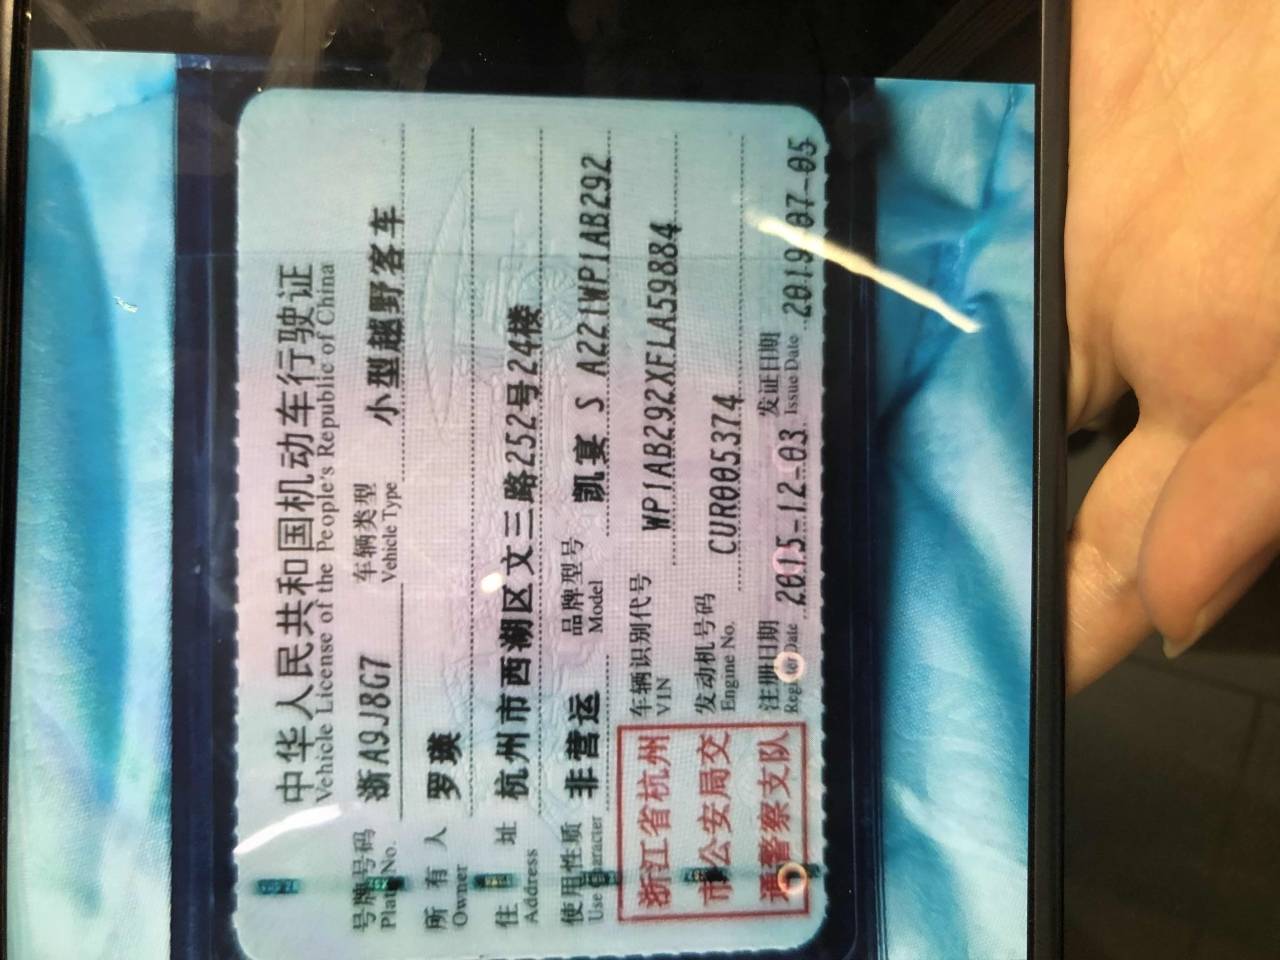 中华人民共和国机动车行驶证
Vehicle License of the People's Republic of China
号牌号码 浙A9J8G7 车辆类型 小型越野客车
Plate No. Vehicle Type
所有人 罗瑛
Owner
住址 杭州市西湖区文三路252号24楼
Address
使用性质 非营运 品牌型号 凯宴 S A221WP1AB292
Use Character Model
浙江省杭州
市公安局交
通警察支队
车辆识别代号 WP1AB292XFLA59884
VIN
发动机号码 CUR005374
Engine No.
注册日期 2015-12-03 发证日期 2019-07-05
Register Date Issue Date